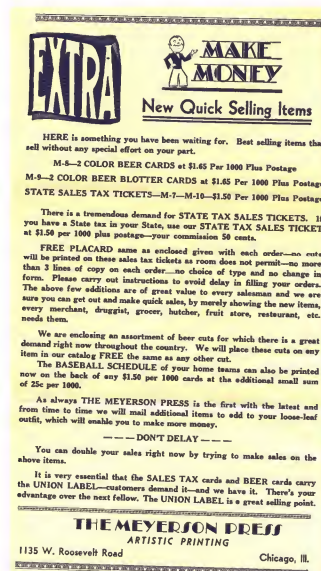 EXTRA
MAKE
MONEY
New Quick Selling Items
HERE is something you have been waiting for. Best selling items that
sell without any special effort on your part.
M-8—2 COLOR BEER CARDS at $1.65 Per 1000 Plus Postage
M-9—2 COLOR BEER BLOTTER CARDS at $1.65 Per 1000 Plus Postage
STATE SALES TAX TICKETS—M-7—M-10—$1.50 Per 1000 Plus Postage
There is a tremendous demand for STATE TAX SALES TICKETS. If
you have a State tax in your State, use our STATE TAX SALES TICKET
at $1.50 per 1000 plus postage—your commission 50 cents.
FREE PLACARD same as enclosed given with each order—no cuts
will be printed on these sales tax tickets as room does not permit—no more
than 3 lines of copy on each order—no choice of type and no change in
form. Please carry out instructions to avoid delay in filling your orders.
The above few additions are of great value to every salesman and we are
sure you can get out and make quick sales, by merely showing the new items,
every merchant, druggist, grocer, butcher, fruit store, restaurant, etc.
needs them.
We are enclosing an assortment of beer cuts for which there is a great
demand right now throughout the country. We will place these cuts on any
item in our catalog FREE the same as any other cut.
The BASEBALL SCHEDULE of your home teams can also be printed
now on the back of any $1.50 per 1000 cards at the additional small sum
of 25c per 1000.
As always THE MEYERSON PRESS is the first with the latest and
from time to time we will mail additional items to add to your loose-leaf
outfit, which will enable you to make more money.
— — — DON'T DELAY — — —
You can double your sales right now by trying to make sales on the
above items.
It is very essential that the SALES TAX cards and BEER cards carry
the UNION LABEL—customers demand it—and we have it. There's your
advantage over the next fellow. The UNION LABEL is a great selling point.
THE MEYERSON PRESS
ARTISTIC PRINTING
1135 W. Roosevelt Road
Chicago, Ill.